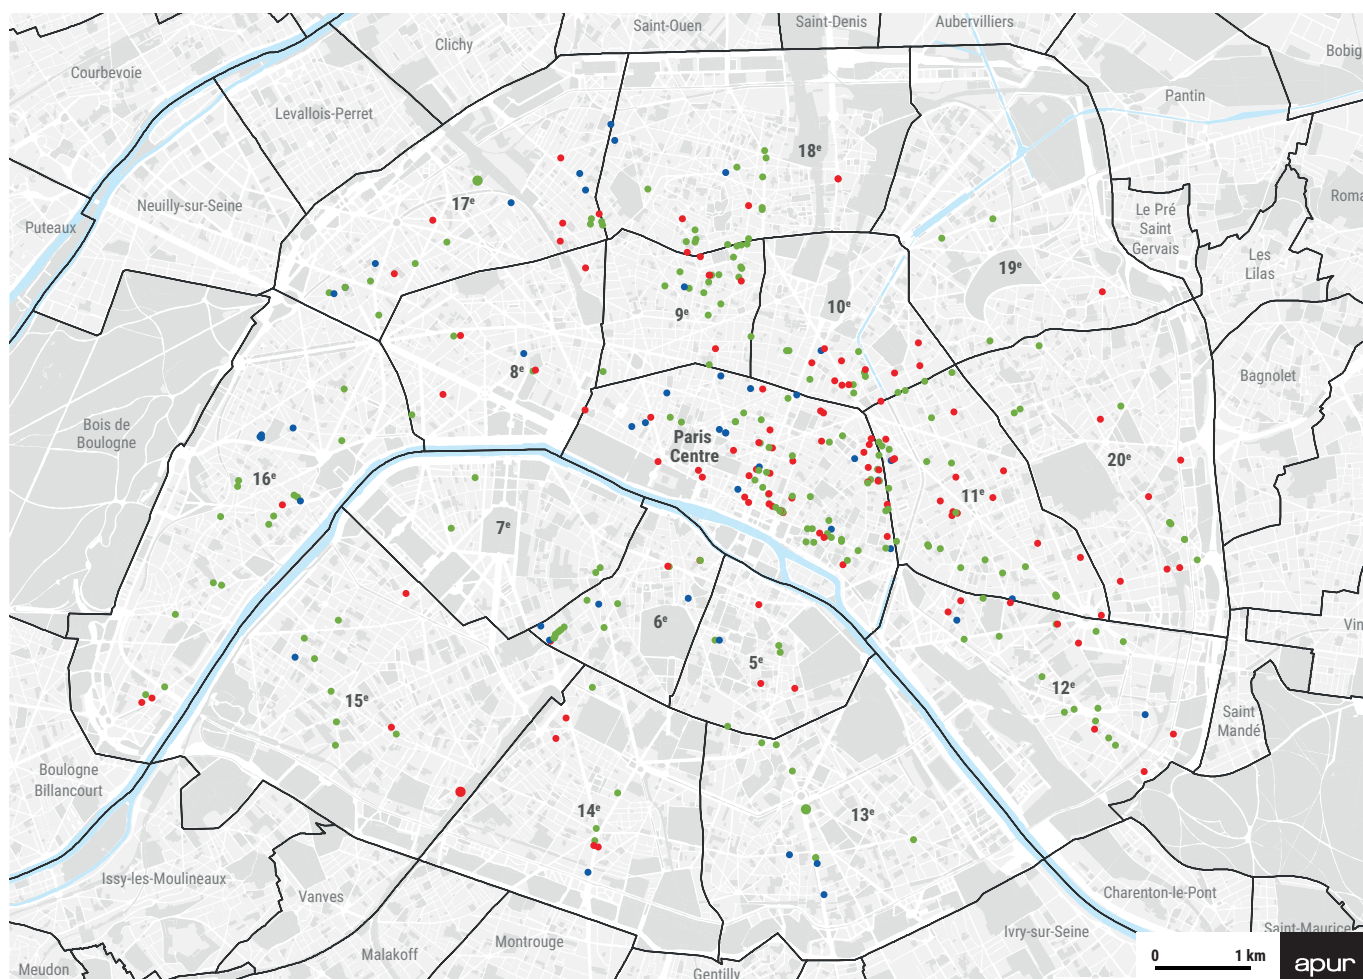 Saint-Ouen
Saint-Denis
Aubervilliers
Clichy
Bobig
Courbevoie
Pantin
Levallois-Perret
18e
17e
Neuilly-sur-Seine
Roma
Le Pré
Saint
Gervais
Puteaux
Les
Lilas
19e
10e
9e
8e
Bagnolet
Bois de
Boulogne
Paris
Centre
20e
16e
11e
7e
6e
Vin
5e
12e
15e
Saint
Mandé
Boulogne
Billancourt
14e
13e
Issy-les-Moulineaux
Vanves
Charenton-le-Pont
Ivry-sur-Seine
Saint-Maurice
Montrouge
Malakoff
Meudon
Gentilly
0 1 km
apur